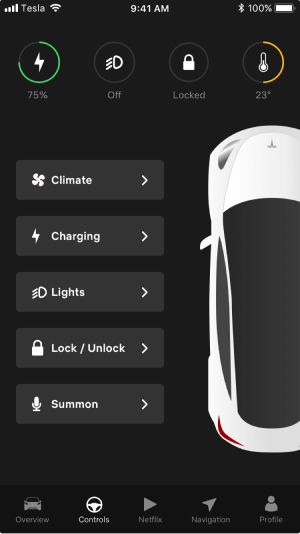 Tesla 9:41 AM 100%
75% Off Locked 23°
Climate
Charging
Lights
Lock / Unlock
Summon
Overview Controls Netflix Navigation Profile